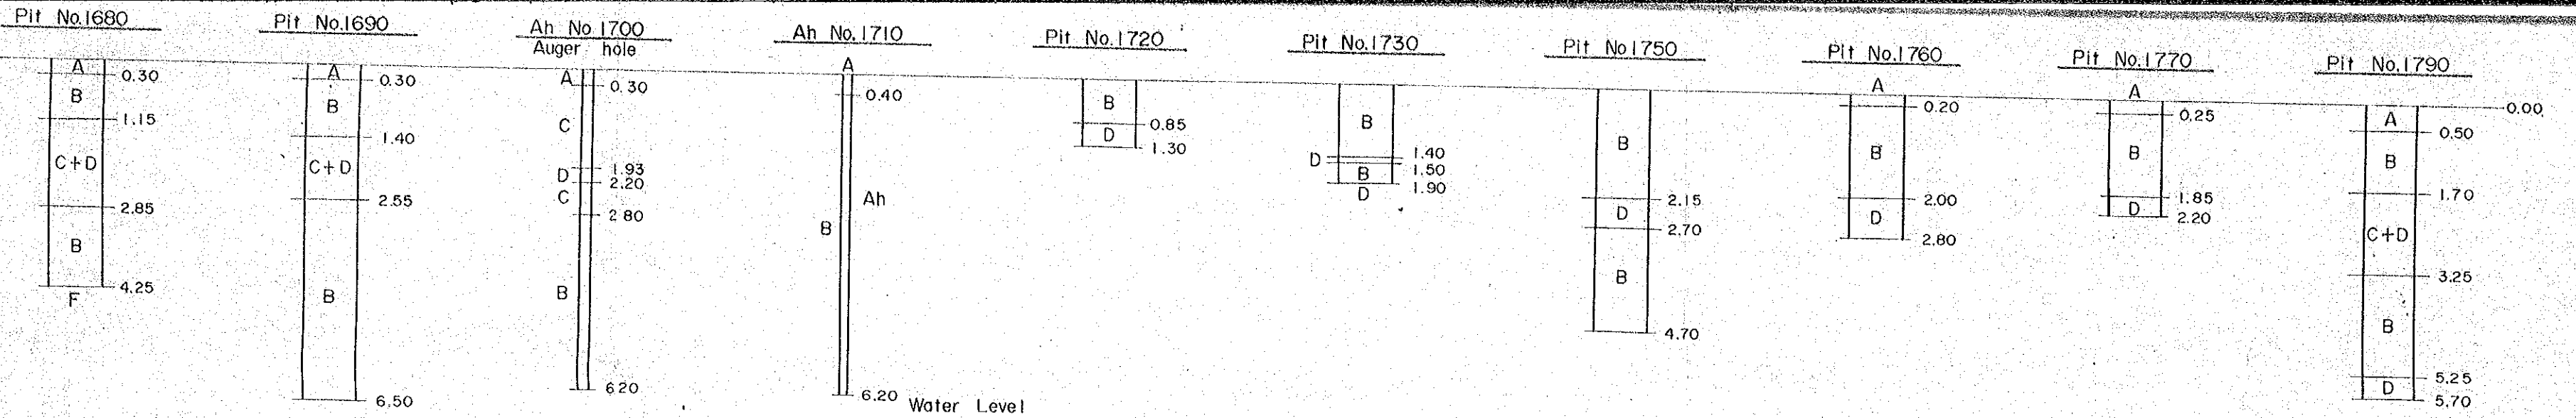 Pit No.1680
A
0.30
B
1.15
C+D
2.85
B
4.25
F
Pit No.1690
A
0.30
B
1.40
C+D
2.55
B
6.50
Ah No.1700
Auger hole
A
0.30
C
1.93
D
2.20
C
2.80
B
6.20
Ah No.1710
A
0.40
Ah
B
6.20
Water Level
Pit No.1720
B
0.85
D
1.30
Pit No.1730
B
1.40
D
1.50
B
1.90
D
Pit No.1750
B
2.15
D
2.70
B
4.70
Pit No.1760
A
0.20
B
2.00
D
2.80
Pit No.1770
A
0.25
B
1.85
D
2.20
Pit No.1790
0.00
A
0.50
B
1.70
C+D
3.25
B
5.25
D
5.70